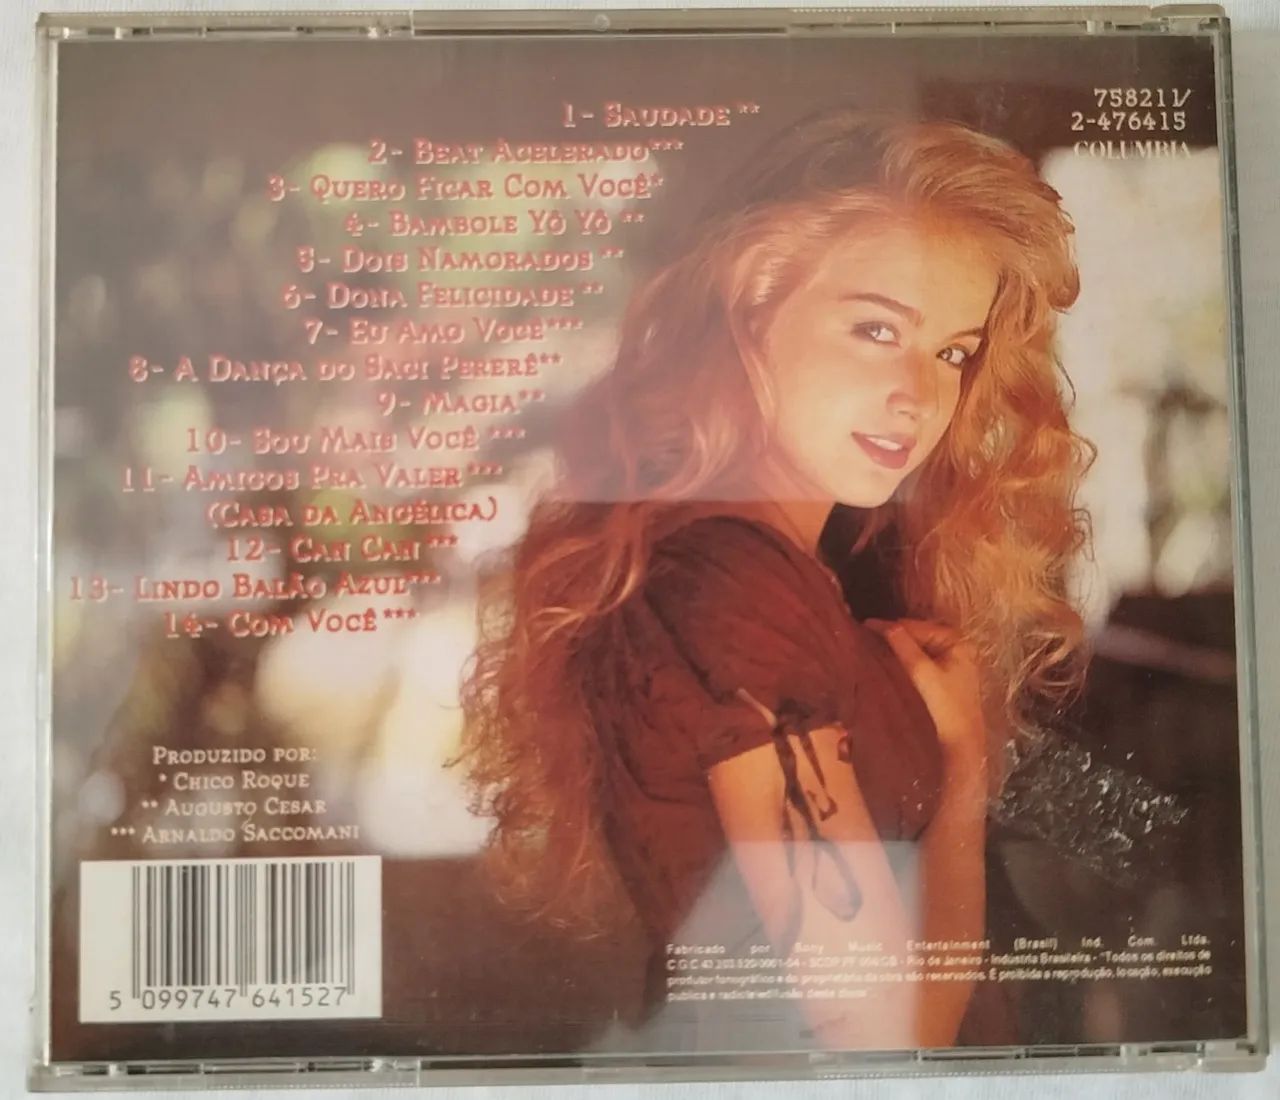 758211/
2-476415
COLUMBIA
1- Saudade **
2- Beat Acelerado***
3- Quero Ficar Com Você*
4- Bambole Yô Yô **
5- Dois Namorados **
6- Dona Felicidade **
7- Eu Amo Você***
8- A Dança do Saci Pererê**
9- Magia**
10- Sou Mais Você ***
11- Amigos Pra Valer ***
(Casa da Angélica)
12- Can Can ***
13- Lindo Balão Azul***
14- Com Você ***
Produzido por:
* Chico Roque
** Augusto Cesar
*** Arnaldo Saccomani
5 099747 641527
Fabricado por Sony Music Entertainment (Brasil) Ind. Com. Ltda.
C.G.C - Rio de Janeiro - Indústria Brasileira - "Todos os direitos de
produtor fonográfico e do proprietário da obra são reservados. É proibida a reprodução, locação, execução
pública e radioteledifusão deste disco"